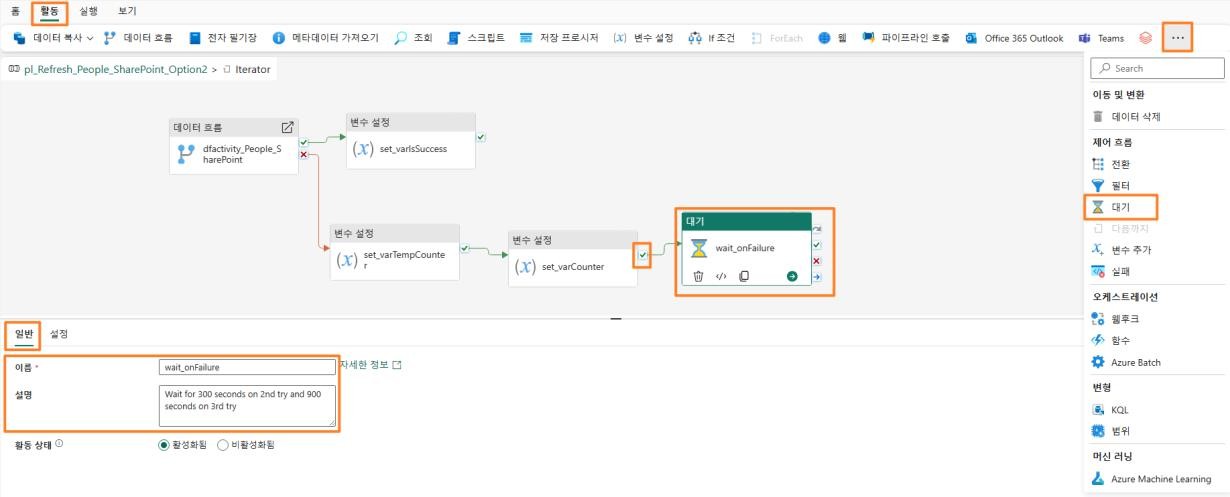 홈 활동 실행 보기
데이터 복사 데이터 흐름 전자 필기장 메타데이터 가져오기 조회 스크립트 저장 프로시저 (x) 변수 설정 If 조건 ForEach 웹 파이프라인 호출 Office 365 Outlook Teams ...
pl_Refresh_People_SharePoint_Option2 > Iterator
데이터 흐름
dfactivity_People_S
harePoint
변수 설정
(x) set_varIsSuccess
변수 설정
(x) set_varTempCounte
r
변수 설정
(x) set_varCounter
대기
wait_onFailure
Search
이동 및 변환
데이터 삭제
제어 흐름
전환
필터
대기
다음까지
변수 추가
실패
오케스트레이션
웹후크
함수
Azure Batch
변형
KQL
범위
머신 러닝
Azure Machine Learning
일반 설정
이름 * wait_onFailure 자세한 정보
설명 Wait for 300 seconds on 2nd try and 900
seconds on 3rd try
활동 상태 활성화됨 비활성화됨